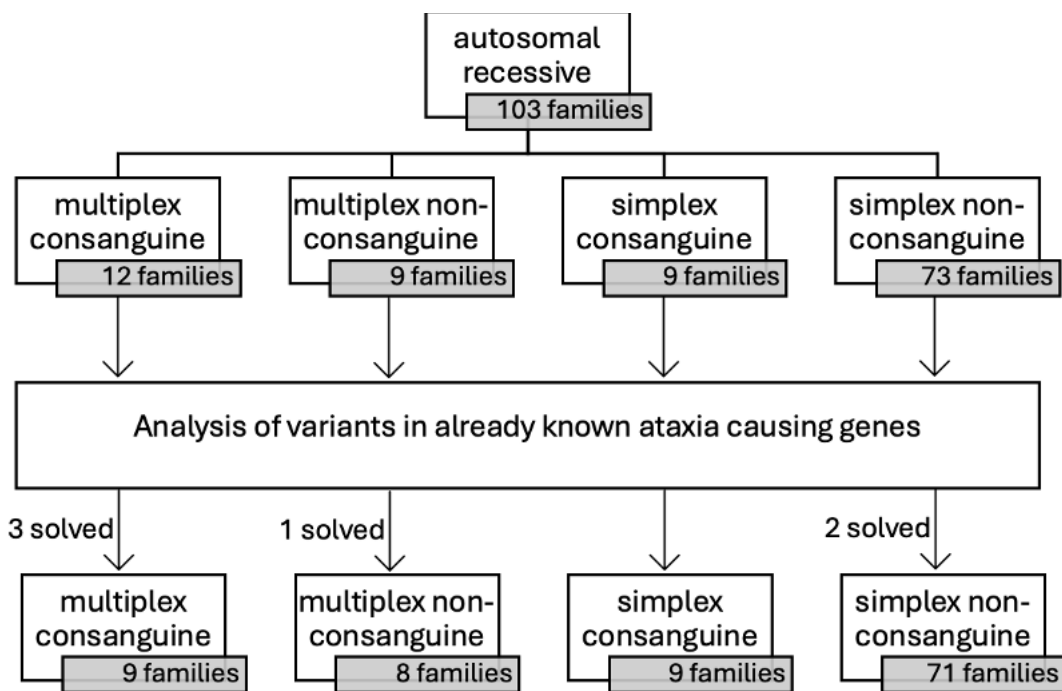 autosomal
recessive
103 families
multiplex
consanguine
12 families
multiplex non-
consanguine
9 families
simplex
consanguine
9 families
simplex non-
consanguine
73 families
Analysis of variants in already known ataxia causing genes
3 solved
1 solved
2 solved
multiplex
consanguine
9 families
multiplex non-
consanguine
8 families
simplex
consanguine
9 families
simplex non-
consanguine
71 families